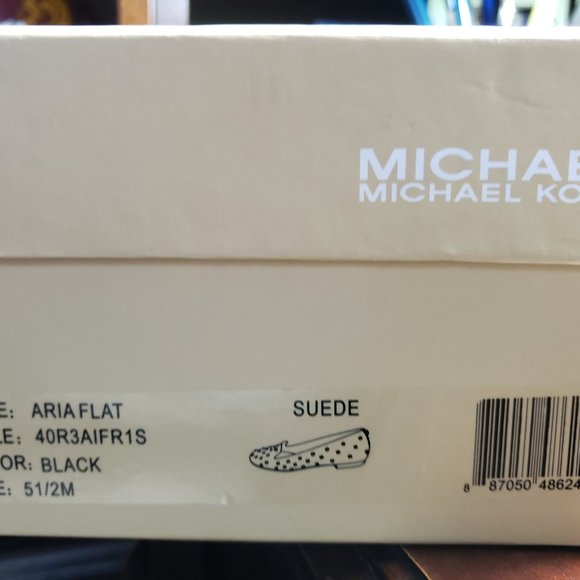 MICHAE
MICHAEL KO
E: ARIA FLAT
LE: 40R3AIFR1S
OR: BLACK
E: 51/2M
SUEDE
8 87050 48624